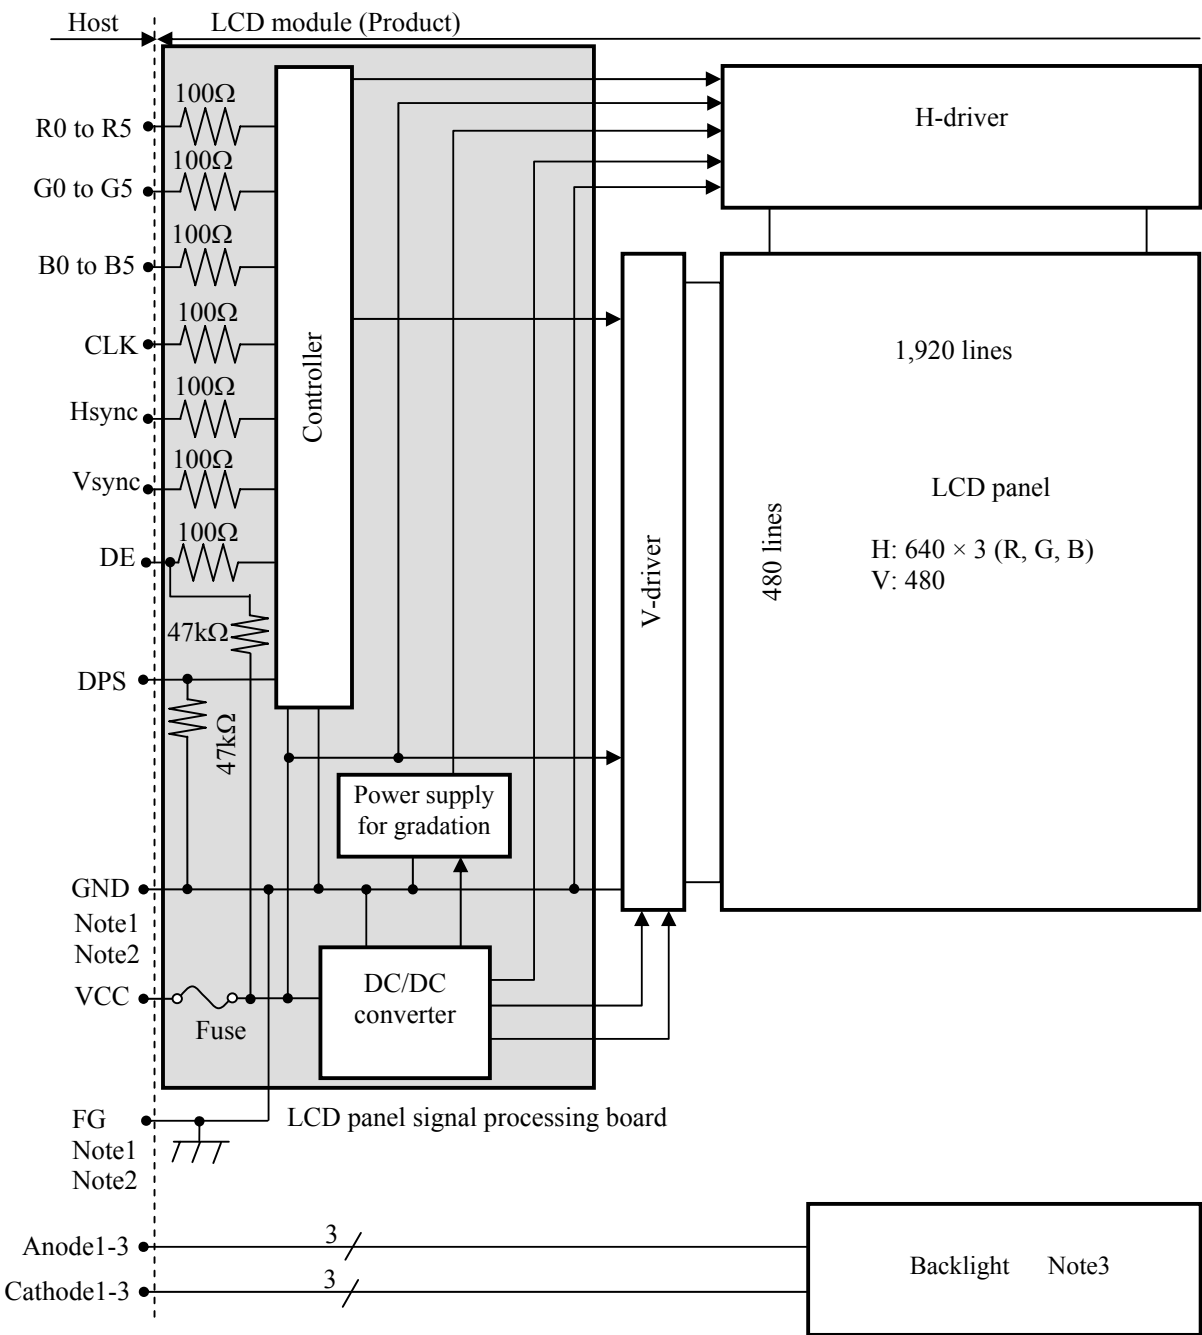 Host
LCD module (Product)
100Ω
R0 to R5
H-driver
100Ω
G0 to G5
100Ω
B0 to B5
100Ω
CLK
1,920 lines
Controller
100Ω
Hsync
100Ω
Vsync
LCD panel
100Ω
DE
480 lines
H: 640 × 3 (R, G, B)
V: 480
V-driver
47kΩ
DPS
47kΩ
Power supply
for gradation
GND
Note1
Note2
VCC
Fuse
DC/DC
converter
FG
Note1
Note2
LCD panel signal processing board
Anode1-3
3
Backlight Note3
Cathode1-3
3